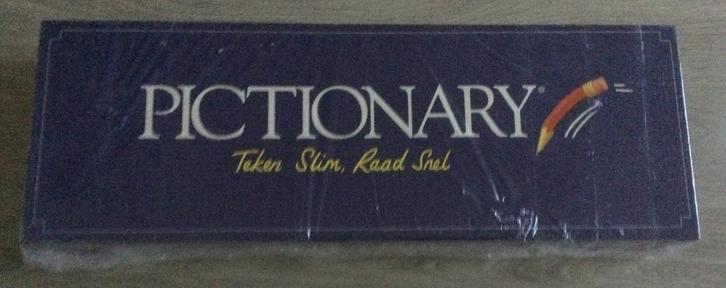 PICTIONARY®
Teken Slim, Raad Snel